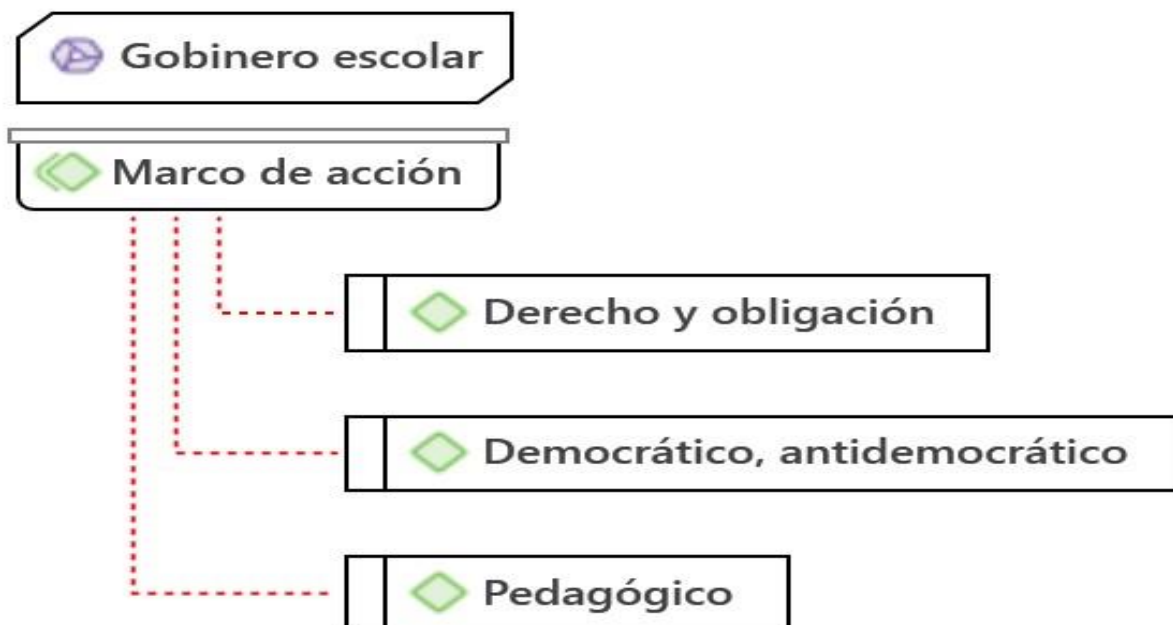 Gobinero escolar
Marco de acción
Derecho y obligación
Democrático, antidemocrático
Pedagógico